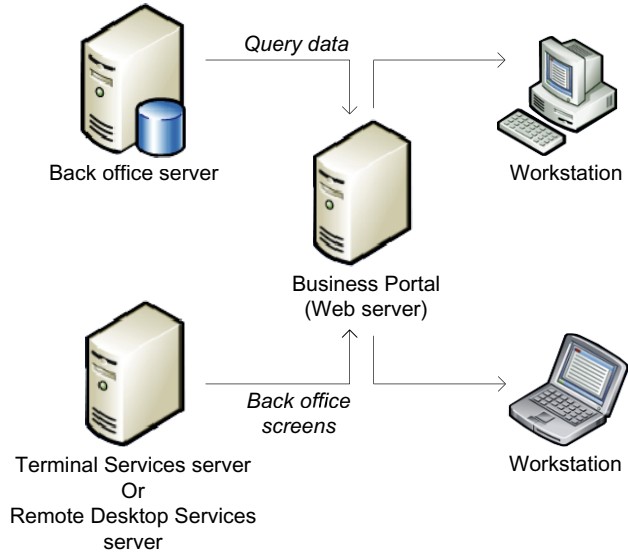 Query data
Back office server
Workstation
Business Portal
(Web server)
Back office
screens
Terminal Services server
Or
Remote Desktop Services
server
Workstation